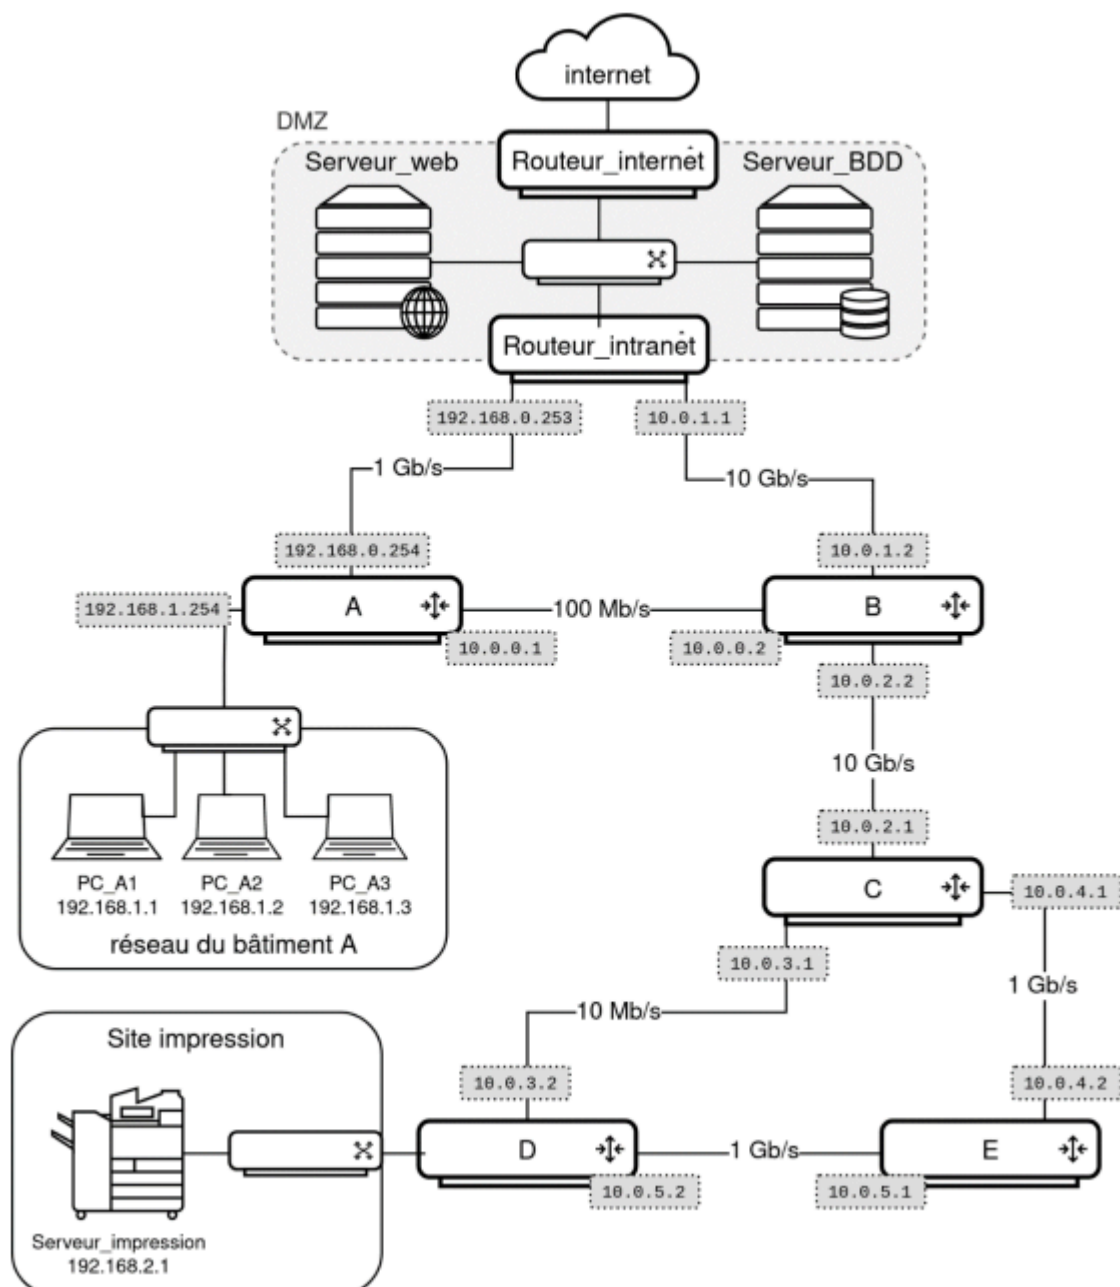 internet
DMZ
Serveur_web
Routeur_internet
Serveur_BDD
Routeur_intranet
192.168.0.253
10.0.1.1
1 Gb/s
10 Gb/s
192.168.0.254
10.0.1.2
192.168.1.254
A
100 Mb/s
B
10.0.0.1
10.0.0.2
10.0.2.2
10 Gb/s
10.0.2.1
C
10.0.4.1
PC_A1
192.168.1.1
PC_A2
192.168.1.2
PC_A3
192.168.1.3
réseau du bâtiment A
10.0.3.1
1 Gb/s
10 Mb/s
Site impression
10.0.3.2
10.0.4.2
D
1 Gb/s
E
10.0.5.2
10.0.5.1
Serveur_impression
192.168.2.1